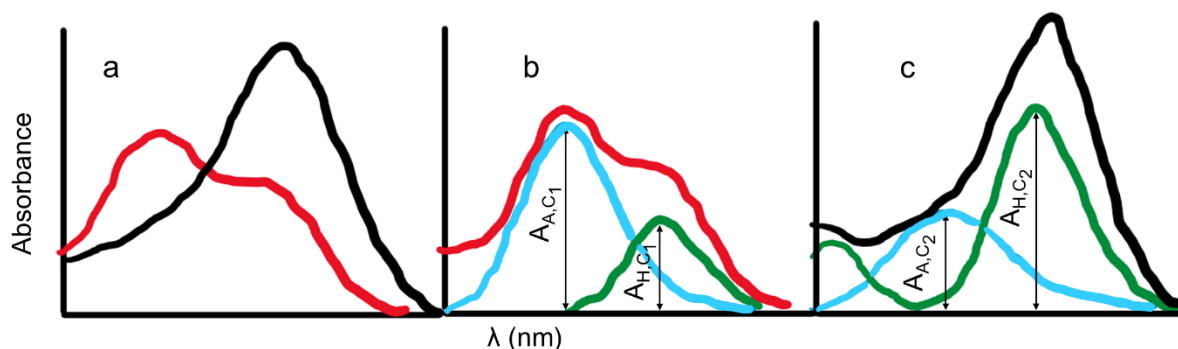 a
b
c
Absorbance
A_A,C₁
A_H,C₁
A_A,C₂
A_H,C₂
λ (nm)